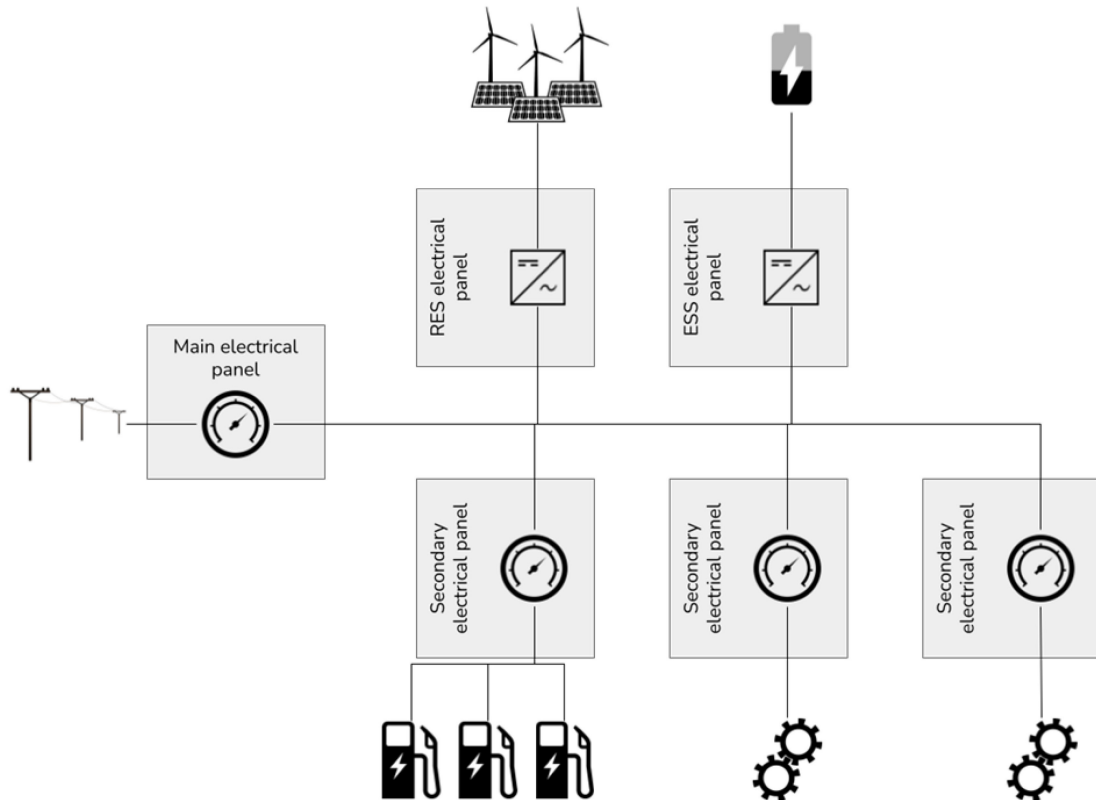 RES electrical
panel
ESS electrical
panel
Main electrical
panel
Secondary
electrical panel
Secondary
electrical panel
Secondary
electrical panel